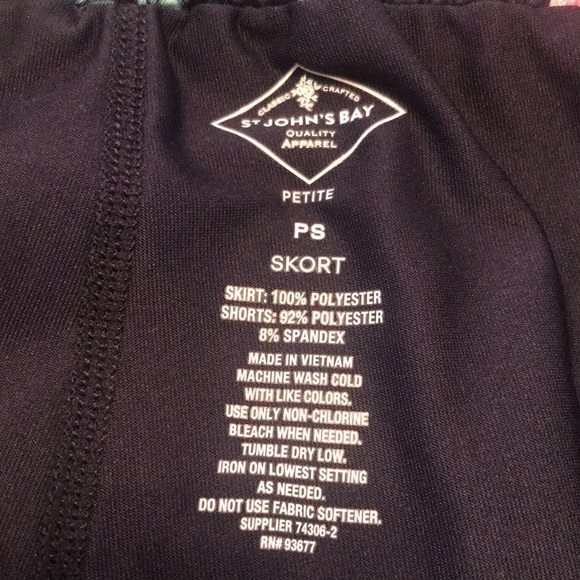 CLASSIC CRAFTED
ST JOHN'S BAY
QUALITY
APPAREL
PETITE
PS
SKORT
SKIRT: 100% POLYESTER
SHORTS: 92% POLYESTER
8% SPANDEX
MADE IN VIETNAM
MACHINE WASH COLD
WITH LIKE COLORS.
USE ONLY NON-CHLORINE
BLEACH WHEN NEEDED.
TUMBLE DRY LOW.
IRON ON LOWEST SETTING
AS NEEDED.
DO NOT USE FABRIC SOFTENER.
SUPPLIER 74306-2
RN# 93677